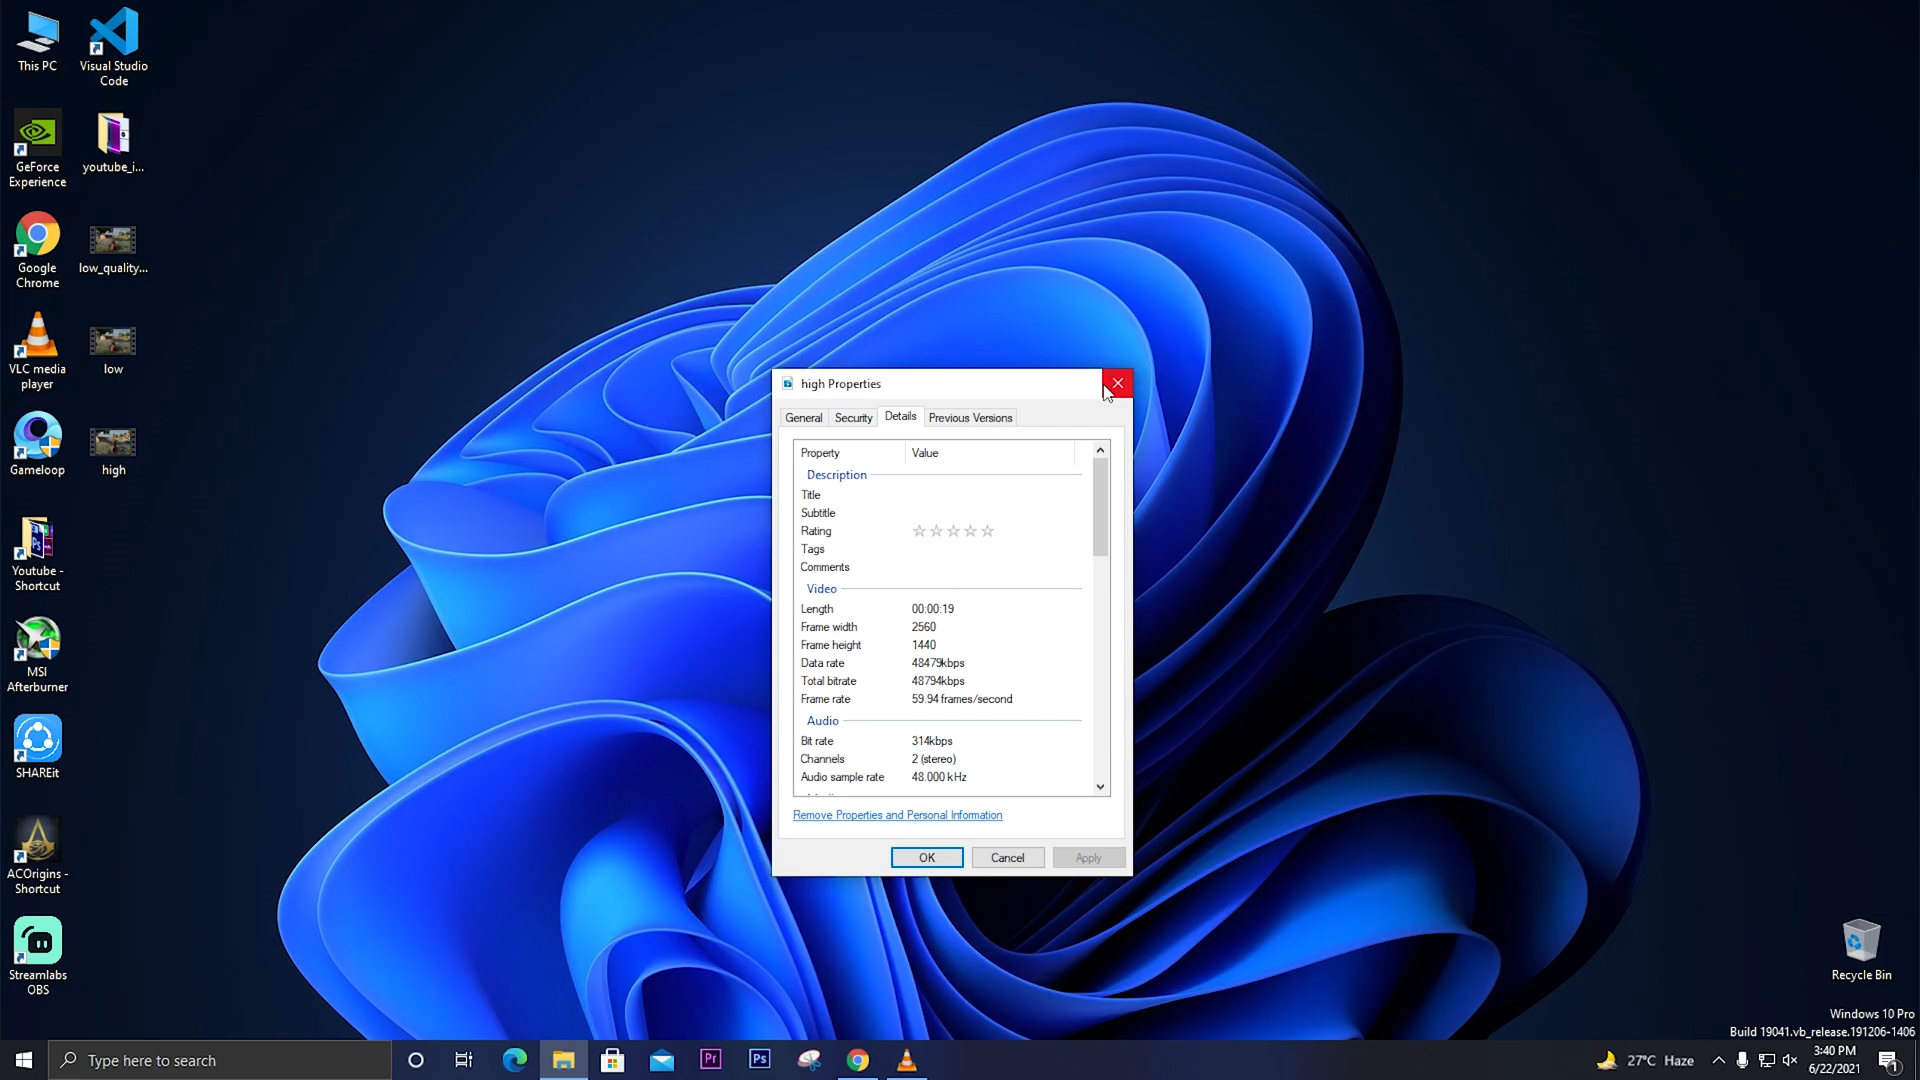 This PC
Visual Studio
Code
GeForce
Experience
youtube_i...
Google
Chrome
low_quality...
VLC media
player
low
Gameloop
high
Youtube -
Shortcut
MSI
Afterburner
SHAREit
ACOrigins -
Shortcut
Streamlabs
OBS
high Properties
General
Security
Details
Previous Versions
Property Value
Description
Title
Subtitle
Rating
Tags
Comments
Video
Length 00:00:19
Frame width 2560
Frame height 1440
Data rate 48479kbps
Total bitrate 48794kbps
Frame rate 59.94 frames/second
Audio
Bit rate 314kbps
Channels 2 (stereo)
Audio sample rate 48.000 kHz
Remove Properties and Personal Information
OK
Cancel
Apply
Recycle Bin
Windows 10 Pro
Build 19041.vb_release.191206-1406
Type here to search
Pr
Ps
27°C Haze
3:40 PM
6/22/2021
1